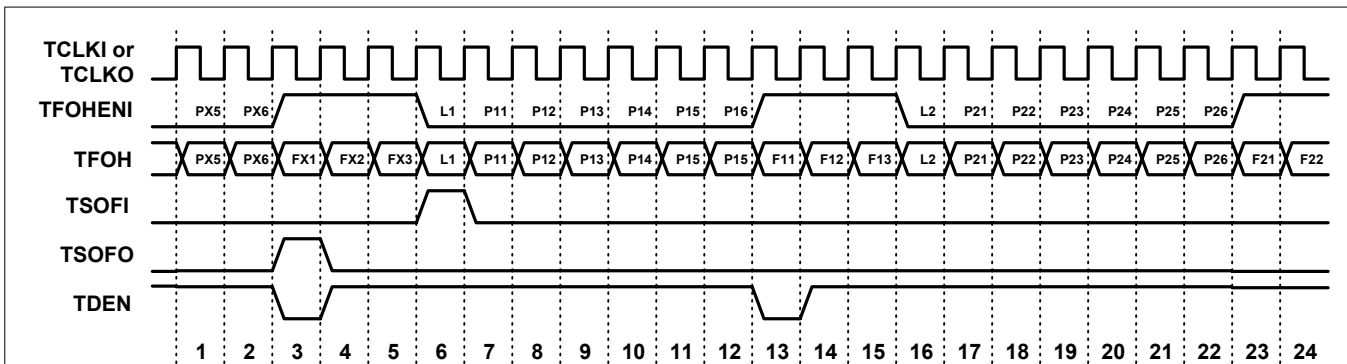 TCLKI or
TCLKO
TFOHENI PX5 PX6 L1 P11 P12 P13 P14 P15 P16 L2 P21 P22 P23 P24 P25 P26
TFOH PX5 PX6 FX1 FX2 FX3 L1 P11 P12 P13 P14 P15 P15 F11 F12 F13 L2 P21 P22 P23 P24 P25 P26 F21 F22
TSOFI
TSOFO
TDEN
1 2 3 4 5 6 7 8 9 10 11 12 13 14 15 16 17 18 19 20 21 22 23 24